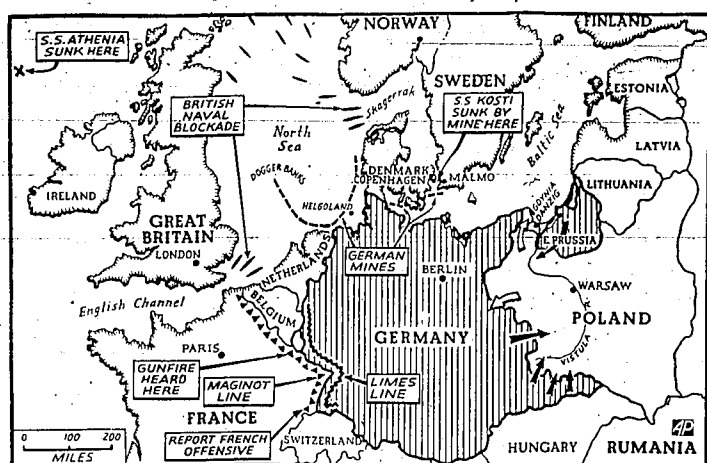 S.S. ATHENIA
SUNK HERE
NORWAY
FINLAND
SWEDEN
BRITISH
NAVAL
BLOCKADE
Skagerrak
S.S. KOSTI
SUNK BY
MINE HERE
ESTONIA
Baltic Sea
LATVIA
LITHUANIA
North
Sea
DOGGER BANKS
DENMARK
COPENHAGEN
MALMO
HELGOLAND
IRELAND
GREAT
BRITAIN
LONDON
GERMAN
MINES
GDYNIA
DANZIG
E. PRUSSIA
NETHERLANDS
BERLIN
WARSAW
POLAND
English Channel
BELGIUM
GERMANY
VISTULA
PARIS
GUNFIRE
HEARD
HERE
MAGINOT
LINE
LIMES
LINE
FRANCE
REPORT FRENCH
OFFENSIVE
SWITZERLAND
HUNGARY
RUMANIA
AP
0 100 200
MILES